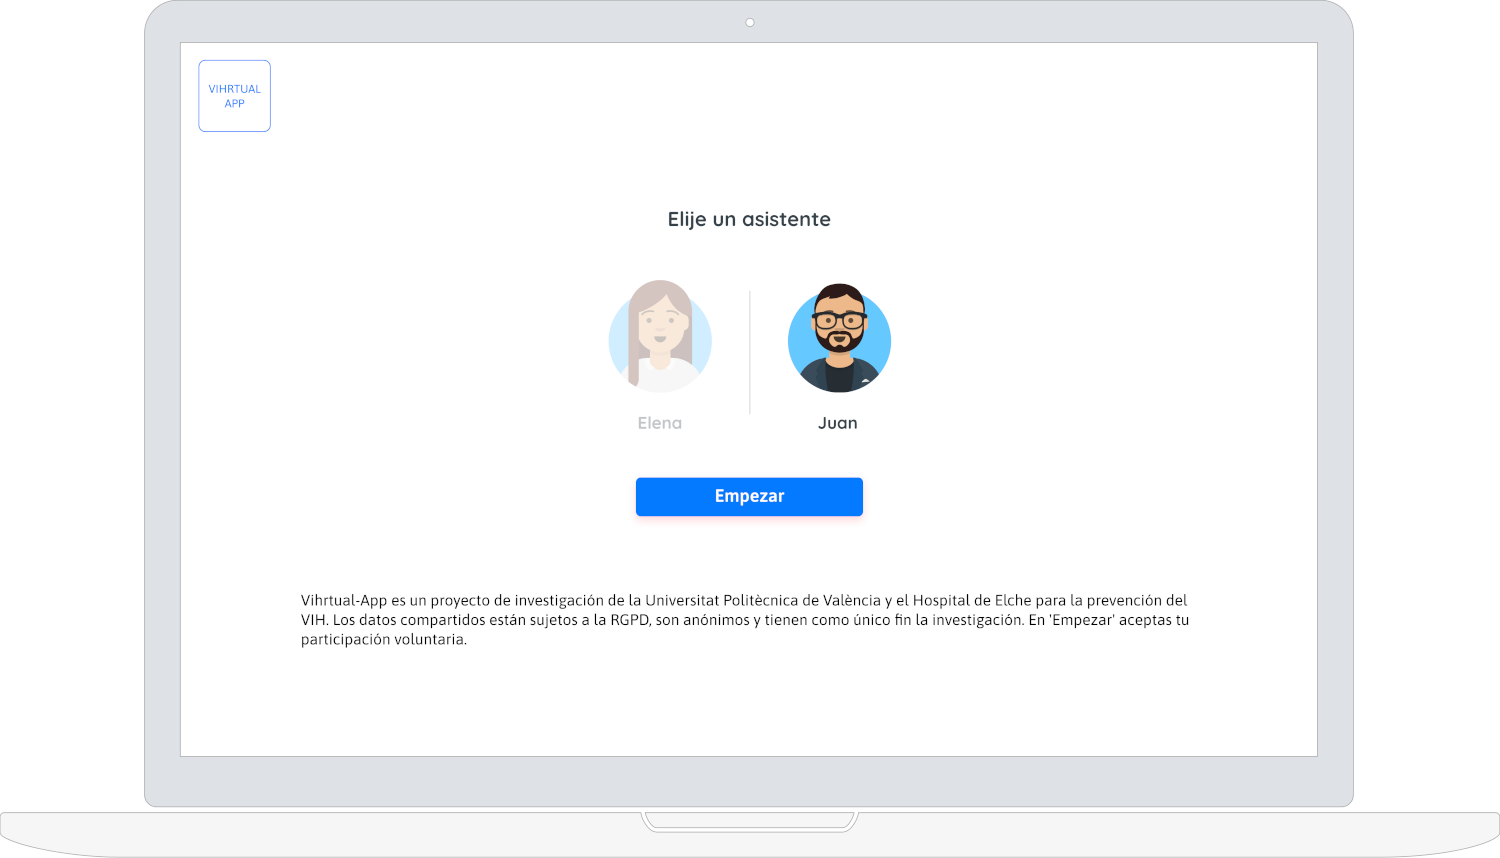 VIHRTUAL
APP
Elije un asistente
Elena
Juan
Empezar
Vihrtual-App es un proyecto de investigación de la Universitat Politècnica de València y el Hospital de Elche para la prevención del
VIH. Los datos compartidos están sujetos a la RGPD, son anónimos y tienen como único fin la investigación. En 'Empezar' aceptas tu
participación voluntaria.